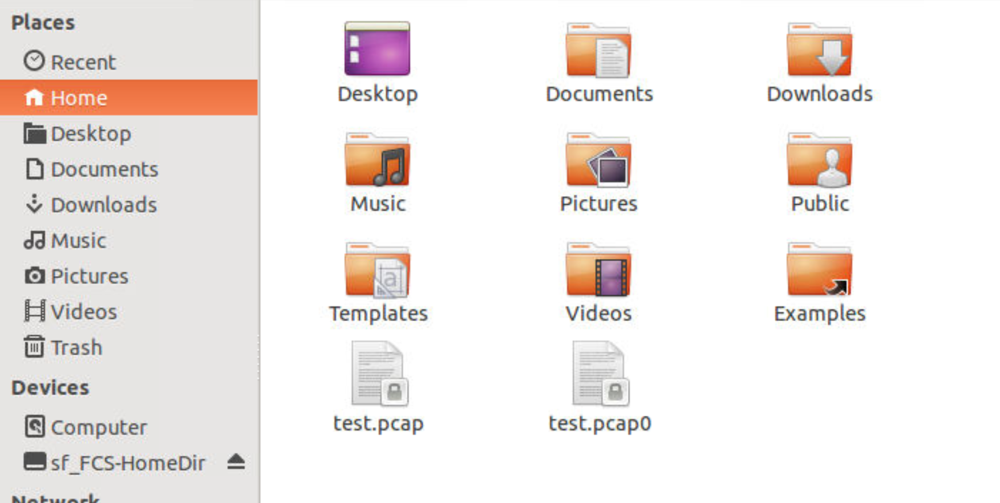 Places
Recent
Home
Desktop
Documents
Downloads
Music
Pictures
Videos
Trash
Devices
Computer
sf_FCS-HomeDir
Network
Desktop Documents Downloads
Music Pictures Public
Templates Videos Examples
test.pcap test.pcap0